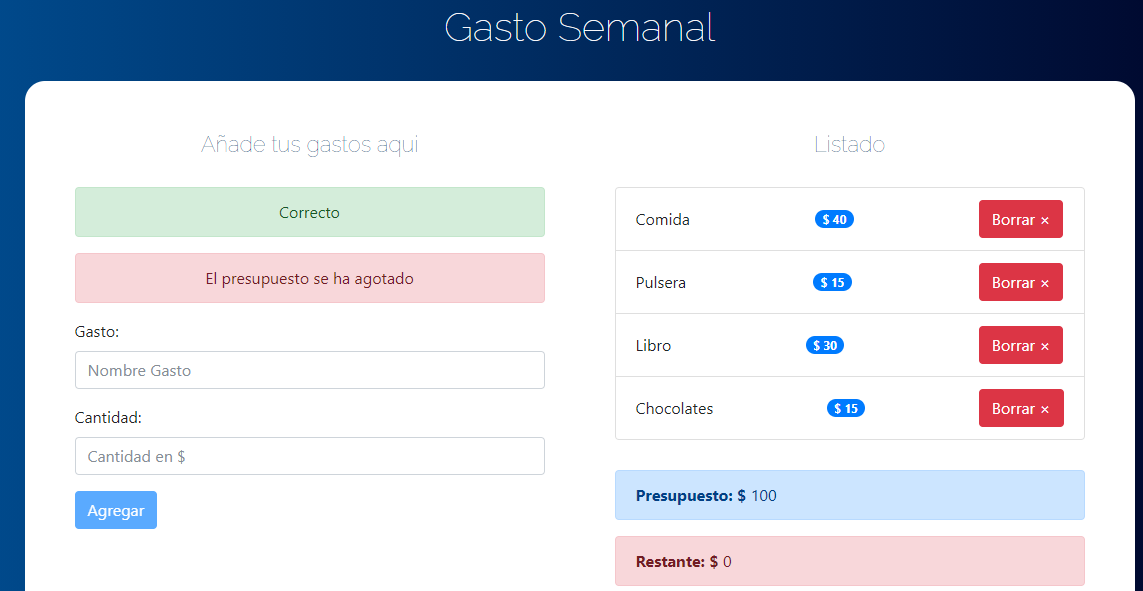 Gasto Semanal
Añade tus gastos aqui
Correcto
El presupuesto se ha agotado
Gasto:
Nombre Gasto
Cantidad:
Cantidad en $
Agregar
Listado
Comida $ 40 Borrar ×
Pulsera $ 15 Borrar ×
Libro $ 30 Borrar ×
Chocolates $ 15 Borrar ×
Presupuesto: $ 100
Restante: $ 0